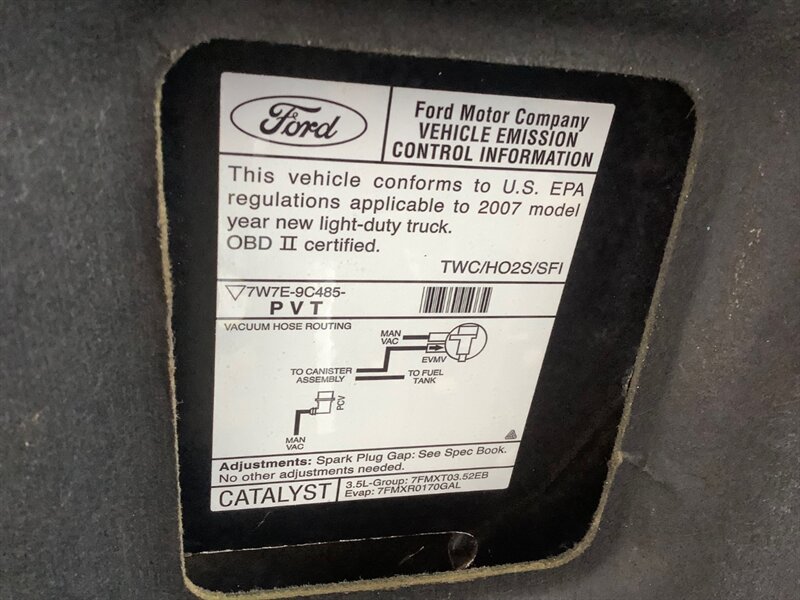 Ford
Ford Motor Company
VEHICLE EMISSION
CONTROL INFORMATION
This vehicle conforms to U.S. EPA
regulations applicable to 2007 model
year new light-duty truck.
OBD II certified.
TWC/HO2S/SFI
7W7E-9C485-
PVT
VACUUM HOSE ROUTING
MAN
VAC
EVMV
TO CANISTER
ASSEMBLY
TO FUEL
TANK
PCV
MAN
VAC
Adjustments: Spark Plug Gap: See Spec Book.
No other adjustments needed.
CATALYST
3.5L-Group: 7FMXT03.52EB
Evap: 7FMXR0170GAL